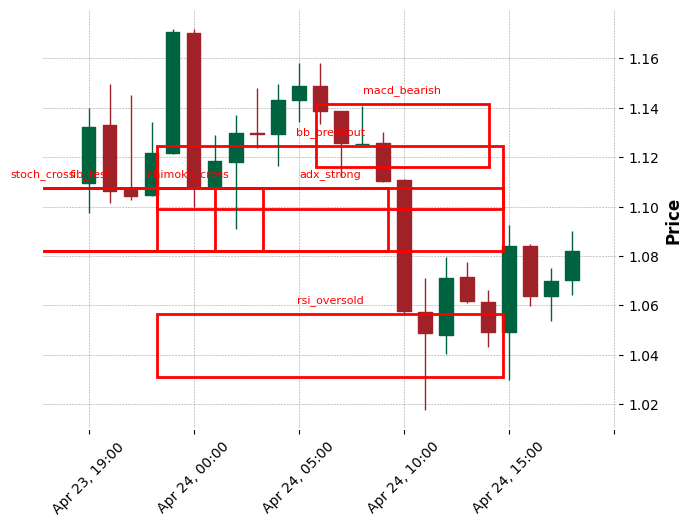 macd_bearish
bb_breakout
stoch_cross
ichimoku_cross
adx_strong
rsi_oversold
1.16
1.14
1.12
1.10
1.08
1.06
1.04
1.02
Price
Apr 23, 19:00
Apr 24, 00:00
Apr 24, 05:00
Apr 24, 10:00
Apr 24, 15:00